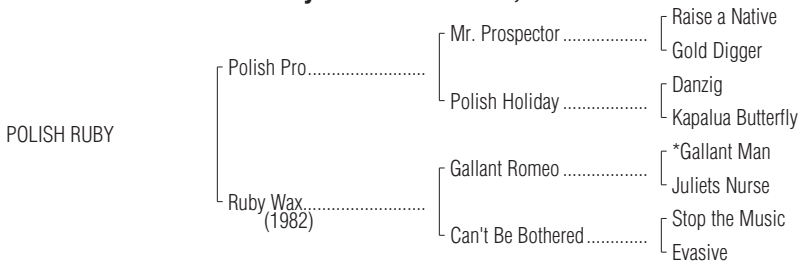 Raise a Native
Mr. Prospector
Gold Digger
Polish Pro
Danzig
Polish Holiday
Kapalua Butterfly
POLISH RUBY
*Gallant Man
Gallant Romeo
Juliets Nurse
Ruby Wax
(1982)
Stop the Music
Can't Be Bothered
Evasive